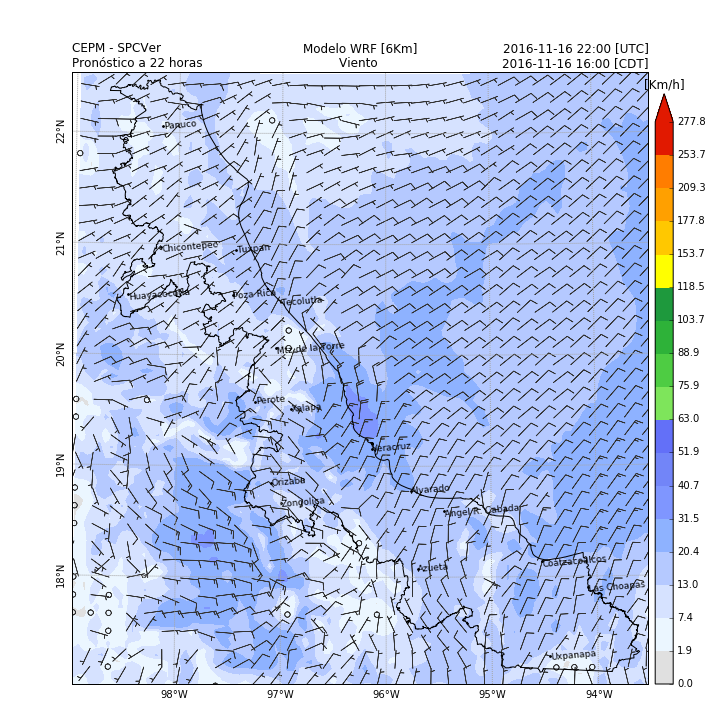 CEPM - SPCVer Modelo WRF [6Km] 2016-11-16 22:00 [UTC]
Pronóstico a 22 horas Viento 2016-11-16 16:00 [CDT]
[Km/h]
277.8
253.7
209.3
177.8
153.7
118.5
103.7
88.9
75.9
63.0
51.9
40.7
31.5
20.4
13.0
7.4
1.9
0.0
22°N
21°N
20°N
19°N
18°N
Panuco
Chicontepec
Tuxpan
Huayacocotla
Poza Rica
Tecolutla
Mtz de la Torre
Perote
Xalapa
Veracruz
Orizaba
Alvarado
Zongolica
Angel R. Cabada
Azueta
Coatzacoalcos
Las Choapas
Uxpanapa
98°W 97°W 96°W 95°W 94°W